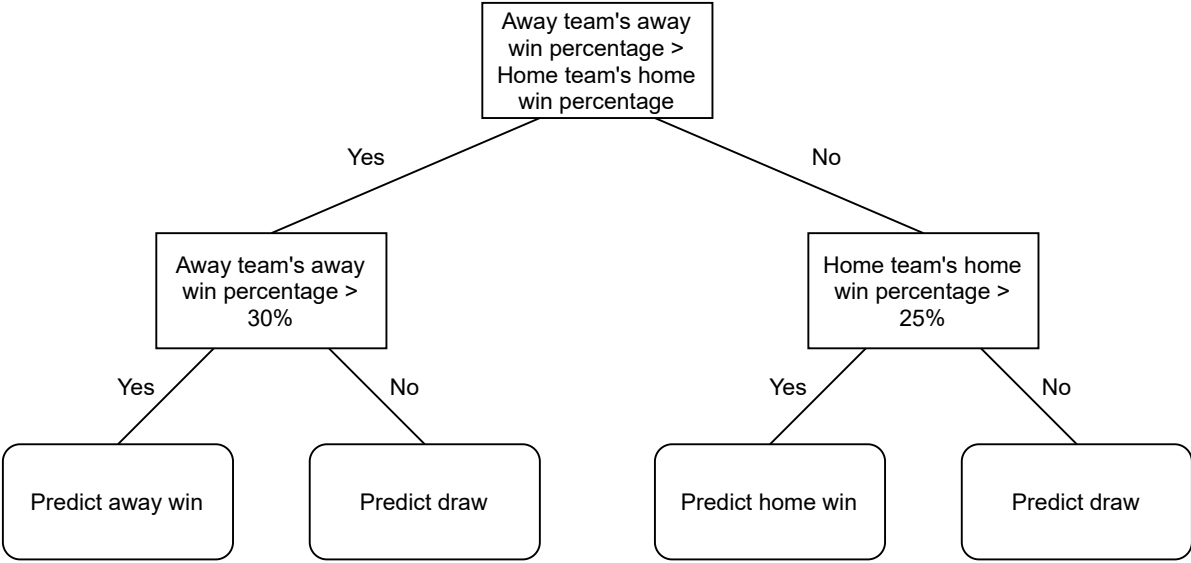 Away team's away
win percentage >
Home team's home
win percentage
Yes
No
Away team's away
win percentage >
30%
Home team's home
win percentage >
25%
Yes
No
Yes
No
Predict away win
Predict draw
Predict home win
Predict draw